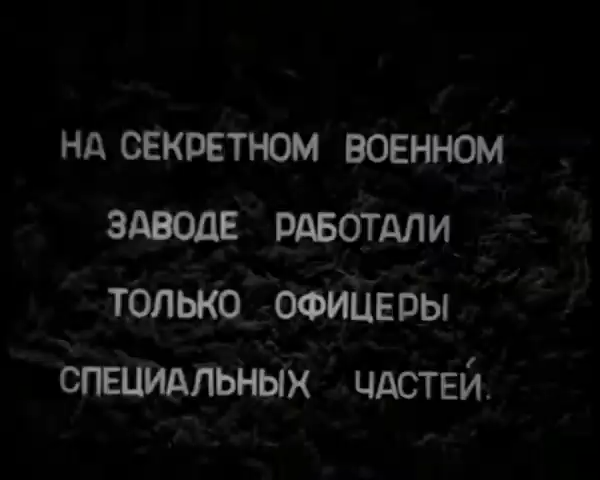 НА СЕКРЕТНОМ ВОЕННОМ
ЗАВОДЕ РАБОТАЛИ
ТОЛЬКО ОФИЦЕРЫ
СПЕЦИАЛЬНЫХ ЧАСТЕЙ.